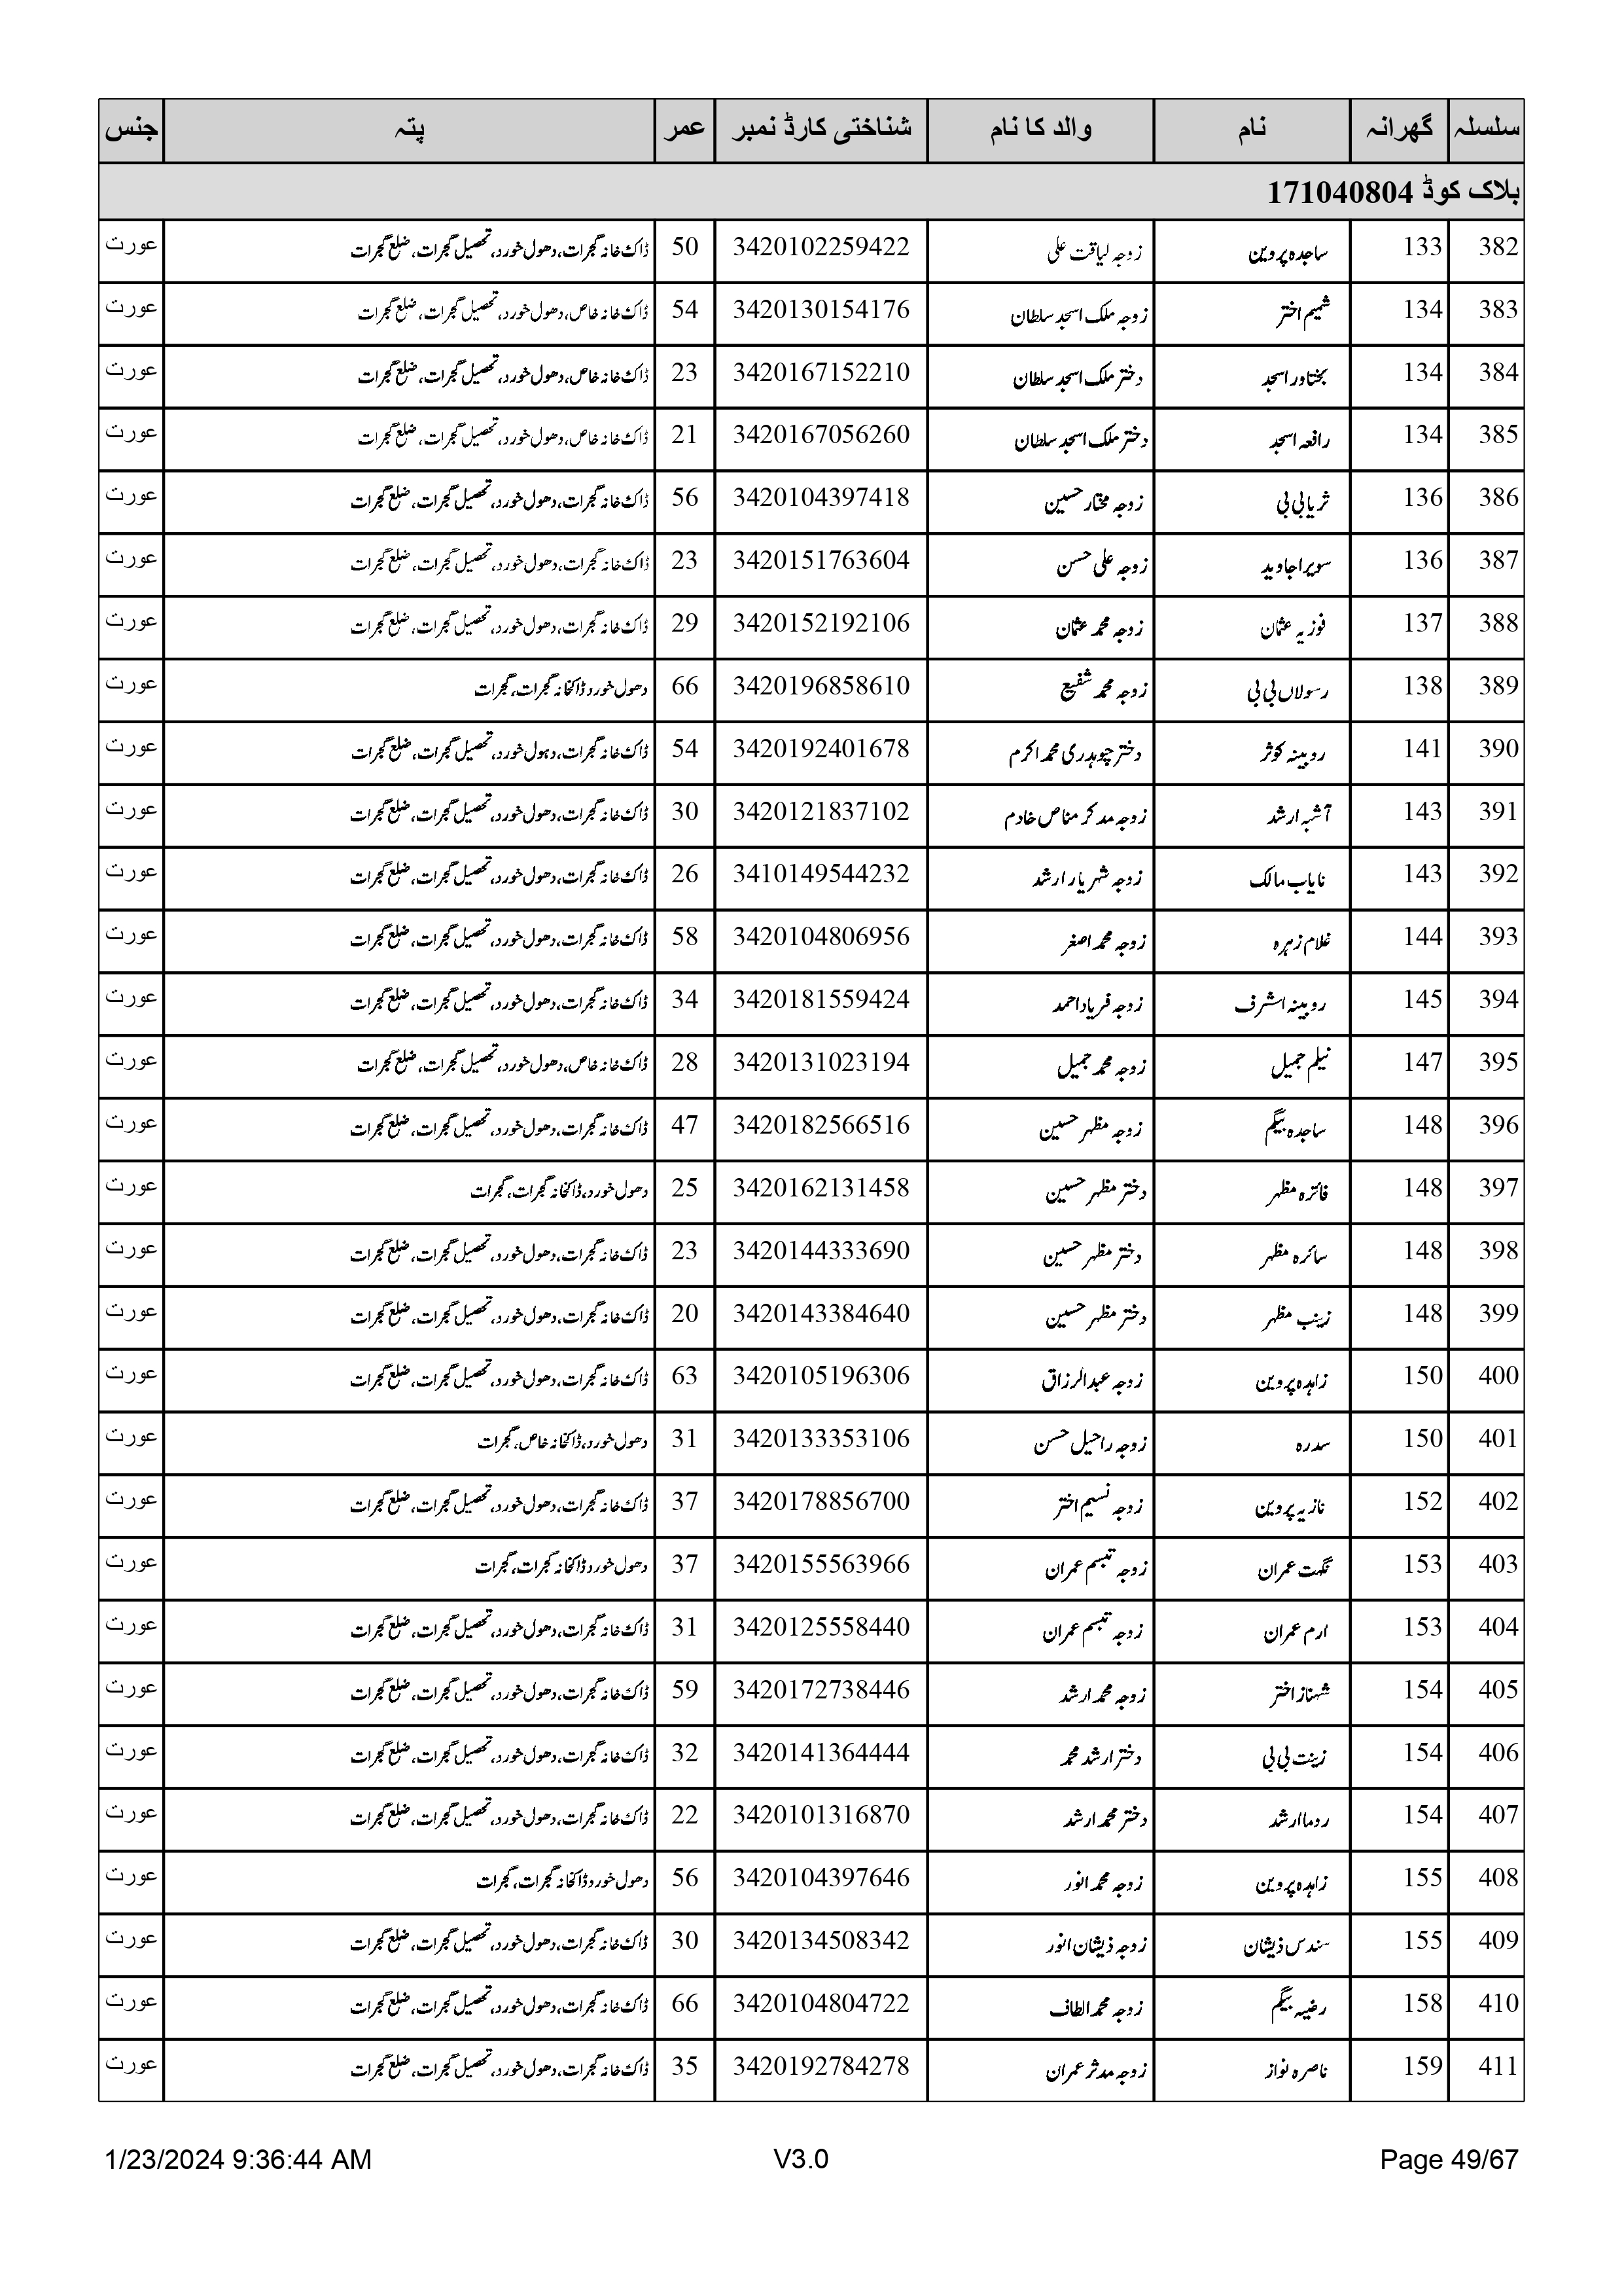 سلسلہ گھرانہ نام والد کا نام شناختی کارڈ نمبر عمر پتہ جنس
بلاک کوڈ 171040804
382 133 ساجدہ پروین زوجہ لیاقت علی 3420102259422 50 ڈاک خانہ گجرات، دھول خورد، تحصیل گجرات، ضلع گجرات عورت
383 134 شمیم اختر زوجہ ملک اسجد سلطان 3420130154176 54 ڈاک خانہ خاص، دھول خورد، تحصیل گجرات، ضلع گجرات عورت
384 134 بختاور اسجد دختر ملک اسجد سلطان 3420167152210 23 ڈاک خانہ خاص، دھول خورد، تحصیل گجرات، ضلع گجرات عورت
385 134 رافعہ اسجد دختر ملک اسجد سلطان 3420167056260 21 ڈاک خانہ خاص، دھول خورد، تحصیل گجرات، ضلع گجرات عورت
386 136 ثریا بی بی زوجہ مختار حسین 3420104397418 56 ڈاک خانہ گجرات، دھول خورد، تحصیل گجرات، ضلع گجرات عورت
387 136 سویرا جاوید زوجہ علی حسن 3420151763604 23 ڈاک خانہ گجرات، دھول خورد، تحصیل گجرات، ضلع گجرات عورت
388 137 فوزیہ عثمان زوجہ محمد عثمان 3420152192106 29 ڈاک خانہ گجرات، دھول خورد، تحصیل گجرات، ضلع گجرات عورت
389 138 رسولاں بی بی زوجہ محمد شفیع 3420196858610 66 دھول خورد ڈاکخانہ گجرات، گجرات عورت
390 141 روبینہ کوثر دختر چوہدری محمد اکرم 3420192401678 54 ڈاک خانہ گجرات، دہول خورد، تحصیل گجرات، ضلع گجرات عورت
391 143 ارشد زوجہ خادم 3420121837102 30 ڈاک خانہ گجرات، دھول خورد، تحصیل گجرات، ضلع گجرات عورت
392 143 نایاب مالک زوجہ شہریار ارشد 3410149544232 26 ڈاک خانہ گجرات، دھول خورد، تحصیل گجرات، ضلع گجرات عورت
393 144 غلام زہرہ زوجہ محمد اصغر 3420104806956 58 ڈاک خانہ گجرات، دھول خورد، تحصیل گجرات، ضلع گجرات عورت
394 145 روبینہ اشرف زوجہ فریاد احمد 3420181559424 34 ڈاک خانہ گجرات، دھول خورد، تحصیل گجرات، ضلع گجرات عورت
395 147 نیلم جمیل زوجہ محمد جمیل 3420131023194 28 ڈاک خانہ خاص، دھول خورد، تحصیل گجرات، ضلع گجرات عورت
396 148 ساجدہ بیگم زوجہ مظہر حسین 3420182566516 47 ڈاک خانہ گجرات، دھول خورد، تحصیل گجرات، ضلع گجرات عورت
397 148 فائزہ مظہر دختر مظہر حسین 3420162131458 25 دھول خورد، ڈاکخانہ گجرات، گجرات عورت
398 148 سائرہ مظہر دختر مظہر حسین 3420144333690 23 ڈاک خانہ گجرات، دھول خورد، تحصیل گجرات، ضلع گجرات عورت
399 148 زینب مظہر دختر مظہر حسین 3420143384640 20 ڈاک خانہ گجرات، دھول خورد، تحصیل گجرات، ضلع گجرات عورت
400 150 زاہدہ پروین زوجہ عبدالرزاق 3420105196306 63 ڈاک خانہ گجرات، دھول خورد، تحصیل گجرات، ضلع گجرات عورت
401 150 سدرہ زوجہ راحیل حسن 3420133353106 31 دھول خورد، ڈاکخانہ خاص، گجرات عورت
402 152 نازیہ پروین زوجہ نسیم اختر 3420178856700 37 ڈاک خانہ گجرات، دھول خورد، تحصیل گجرات، ضلع گجرات عورت
403 153 نگہت عمران زوجہ تبسم عمران 3420155563966 37 دھول خورد ڈاکخانہ گجرات، گجرات عورت
404 153 ارم عمران زوجہ تبسم عمران 3420125558440 31 ڈاک خانہ گجرات، دھول خورد، تحصیل گجرات، ضلع گجرات عورت
405 154 شہناز اختر زوجہ محمد ارشد 3420172738446 59 ڈاک خانہ گجرات، دھول خورد، تحصیل گجرات، ضلع گجرات عورت
406 154 زینت بی بی دختر ارشد محمد 3420141364444 32 ڈاک خانہ گجرات، دھول خورد، تحصیل گجرات، ضلع گجرات عورت
407 154 روما ارشد دختر محمد ارشد 3420101316870 22 ڈاک خانہ گجرات، دھول خورد، تحصیل گجرات، ضلع گجرات عورت
408 155 زاہدہ پروین زوجہ محمد انور 3420104397646 56 دھول خورد ڈاکخانہ گجرات، گجرات عورت
409 155 سندس ذیشان زوجہ ذیشان انور 3420134508342 30 ڈاک خانہ گجرات، دھول خورد، تحصیل گجرات، ضلع گجرات عورت
410 158 رضیہ بیگم زوجہ محمد الطاف 3420104804722 66 ڈاک خانہ گجرات، دھول خورد، تحصیل گجرات، ضلع گجرات عورت
411 159 ناصرہ نواز زوجہ مدثر عمران 3420192784278 35 ڈاک خانہ گجرات، دھول خورد، تحصیل گجرات، ضلع گجرات عورت
1/23/2024 9:36:44 AM V3.0 Page 49/67